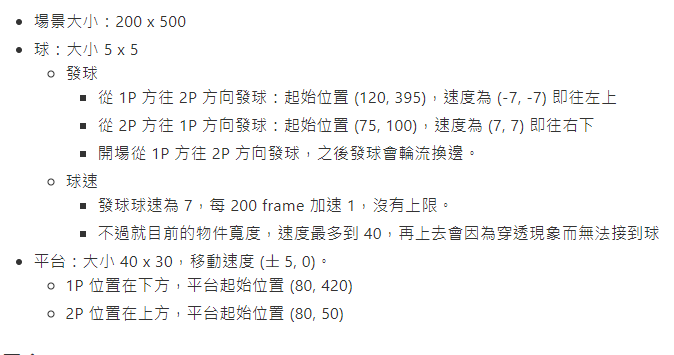 場景大小：200 x 500
球：大小 5 x 5
發球
從 1P 方往 2P 方向發球：起始位置 (120, 395)，速度為 (-7, -7) 即往左上
從 2P 方往 1P 方向發球：起始位置 (75, 100)，速度為 (7, 7) 即往右下
開場從 1P 方往 2P 方向發球，之後發球會輪流換邊。
球速
發球球速為 7，每 200 frame 加速 1，沒有上限。
不過就目前的物件寬度，速度最多到 40，再上去會因為穿透現象而無法接到球
平台：大小 40 x 30，移動速度 (士 5, 0)。
1P 位置在下方，平台起始位置 (80, 420)
2P 位置在上方，平台起始位置 (80, 50)